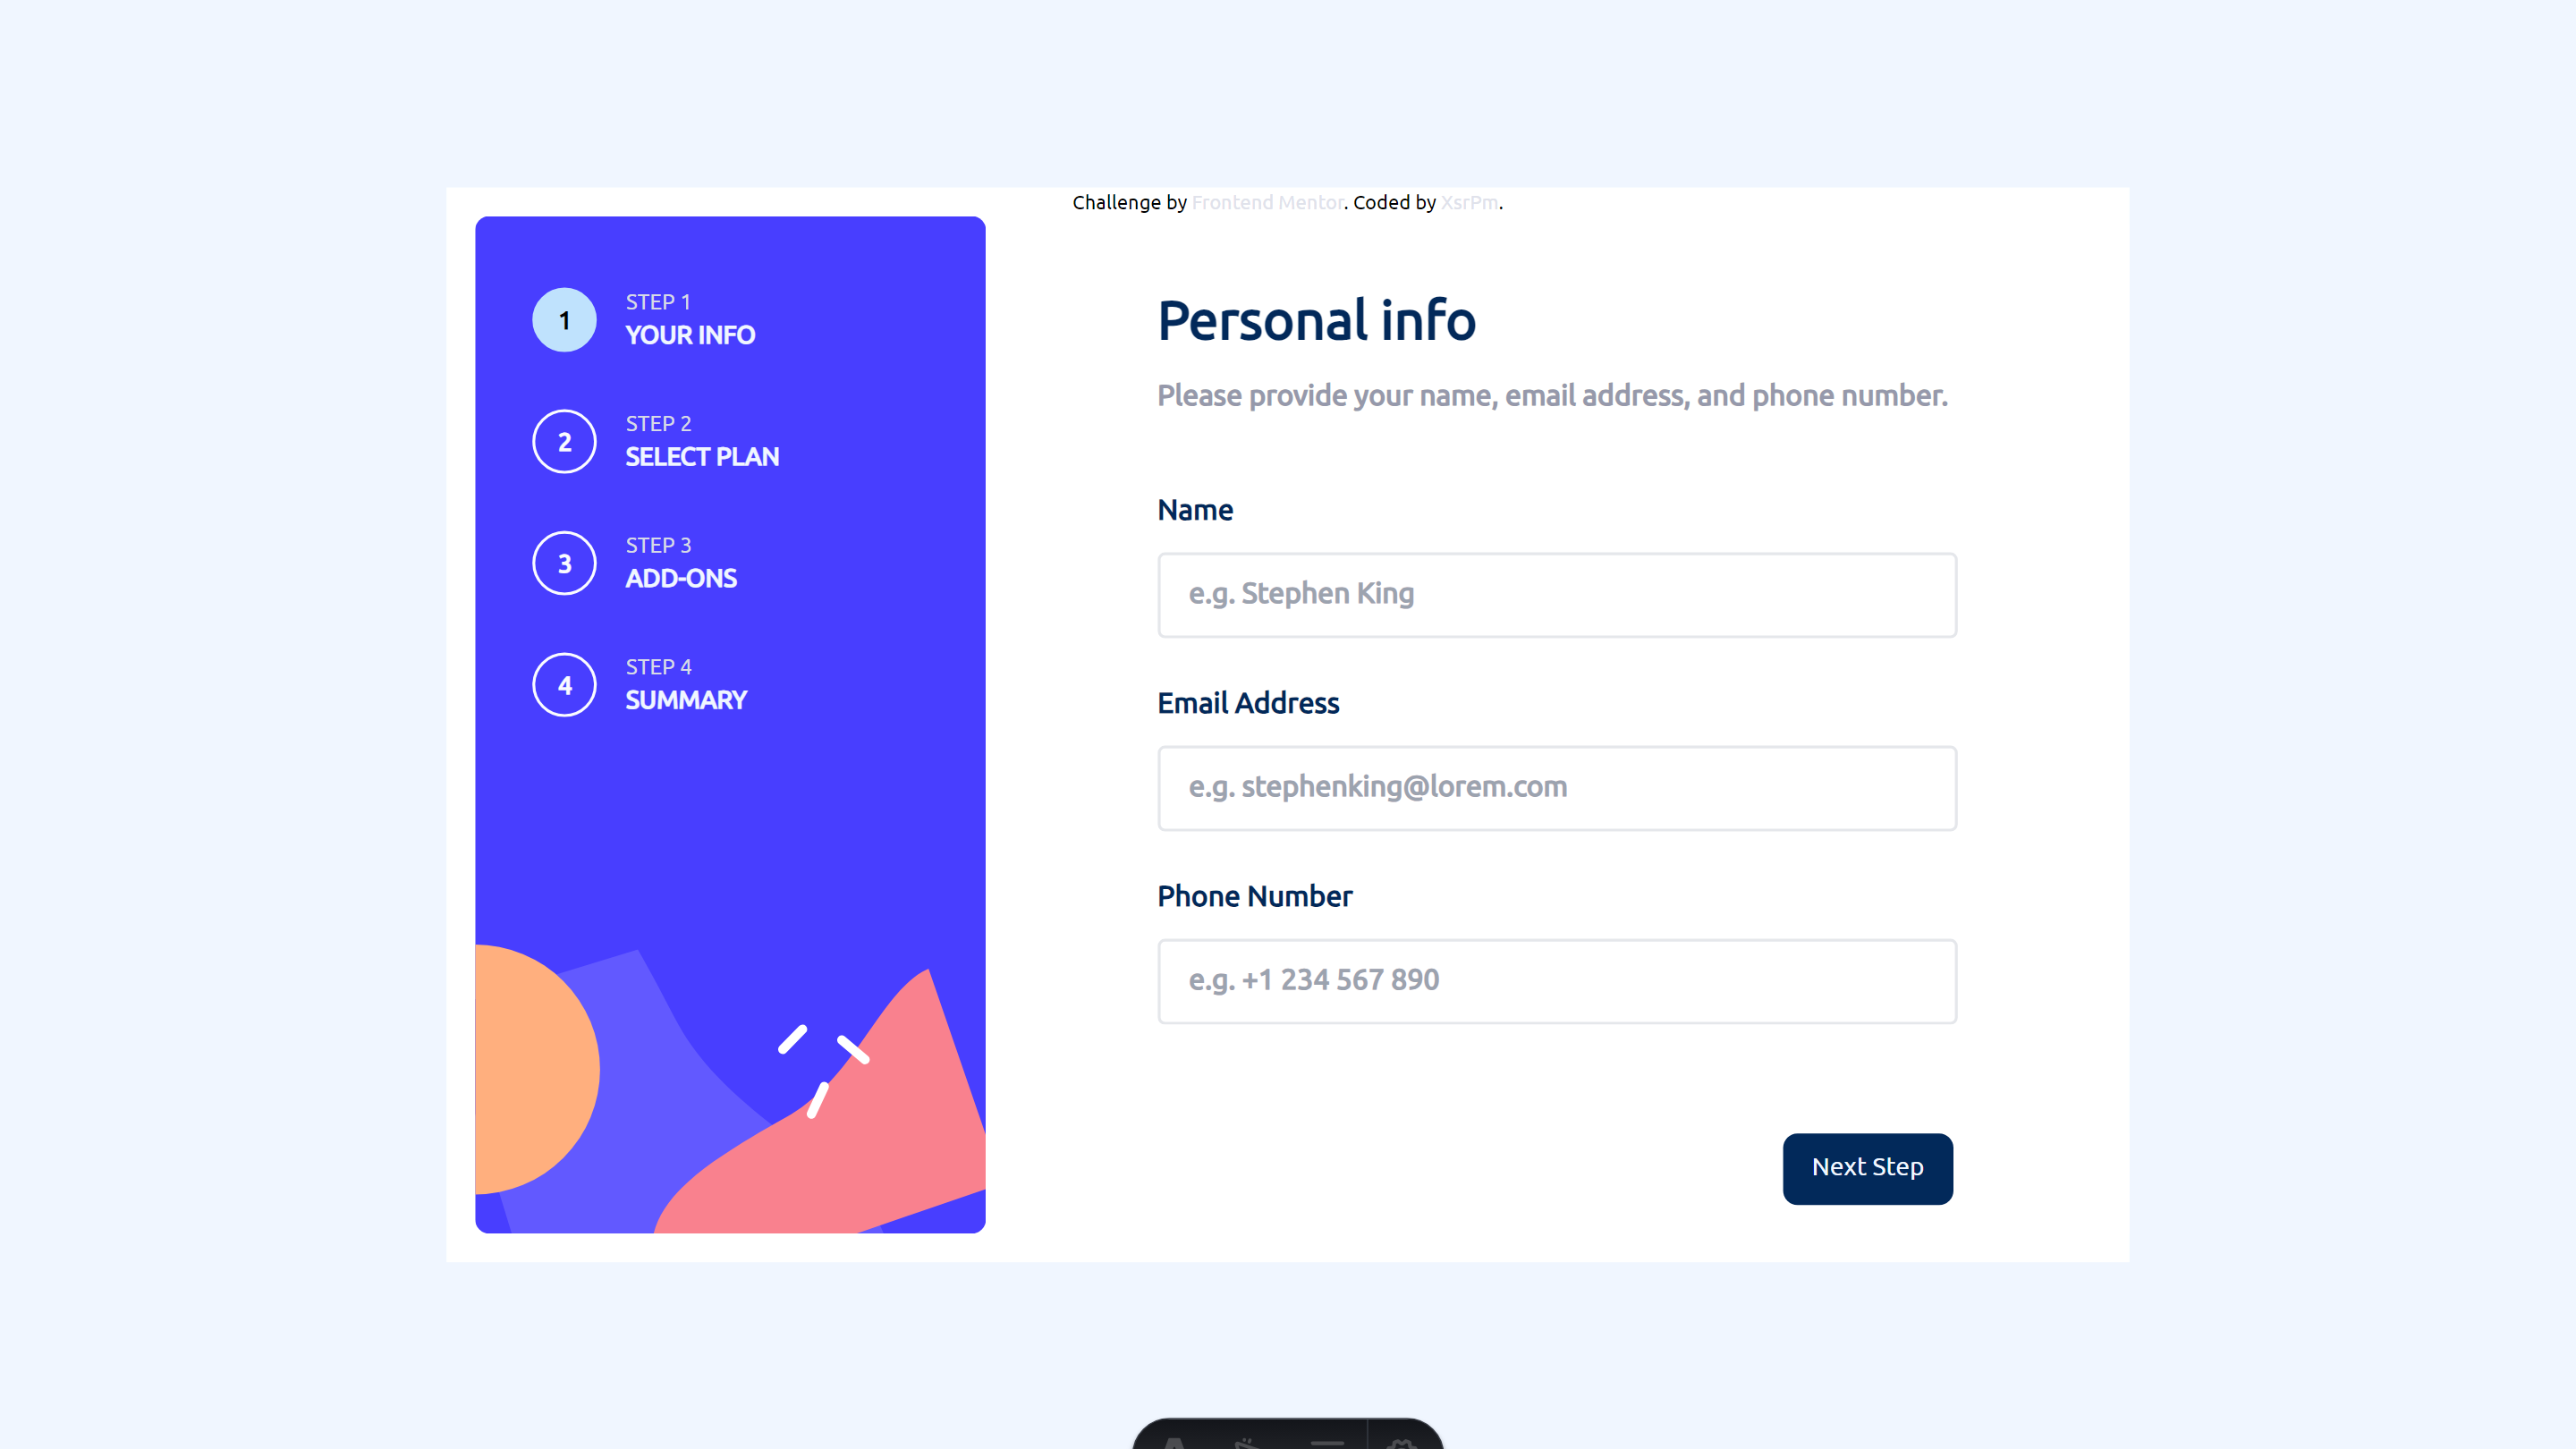 Challenge by Frontend Mentor. Coded by XsrPm.
1
STEP 1
YOUR INFO
2
STEP 2
SELECT PLAN
3
STEP 3
ADD-ONS
4
STEP 4
SUMMARY
Personal info
Please provide your name, email address, and phone number.
Name
e.g. Stephen King
Email Address
e.g. stephenking@lorem.com
Phone Number
e.g. +1 234 567 890
Next Step